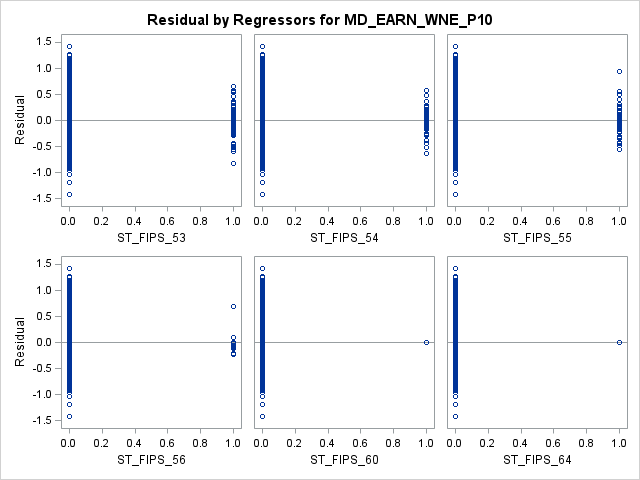 Residual by Regressors for MD_EARN_WNE_P10
1.5
1.0
0.5
0.0
-0.5
-1.0
-1.5
Residual
0.0 0.2 0.4 0.6 0.8 1.0
ST_FIPS_53
0.0 0.2 0.4 0.6 0.8 1.0
ST_FIPS_54
0.0 0.2 0.4 0.6 0.8 1.0
ST_FIPS_55
1.5
1.0
0.5
0.0
-0.5
-1.0
-1.5
Residual
0.0 0.2 0.4 0.6 0.8 1.0
ST_FIPS_56
0.0 0.2 0.4 0.6 0.8 1.0
ST_FIPS_60
0.0 0.2 0.4 0.6 0.8 1.0
ST_FIPS_64